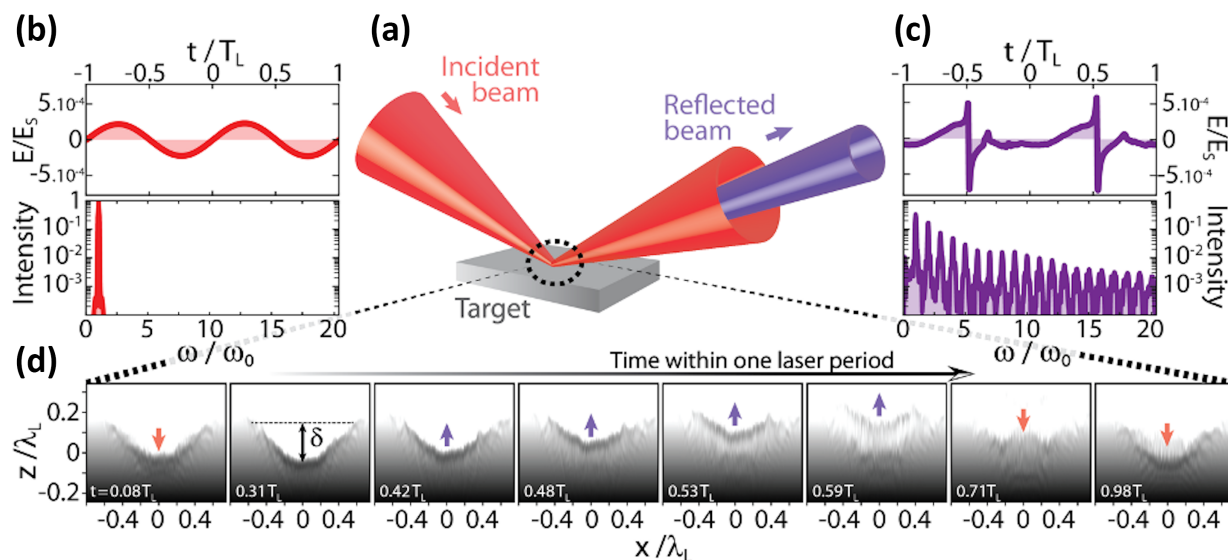 (b)
t/T_L
-1 -0.5 0 0.5 1
E/E_S
5.10⁻⁴
0
-5.10⁻⁴
Intensity
1
10⁻¹
10⁻²
10⁻³
0 5 10 15 20
ω/ω₀
(a)
Incident
beam
Reflected
beam
Target
(c)
t/T_L
-1 -0.5 0 0.5 1
E/E_S
5.10⁻⁴
0
-5.10⁻⁴
Intensity
1
10⁻¹
10⁻²
10⁻³
0 5 10 15 20
ω/ω₀
(d)
Time within one laser period
z/λ_L
0.2
0
-0.2
δ
t=0.08T_L 0.31T_L 0.42T_L 0.48T_L 0.53T_L 0.59T_L 0.71T_L 0.98T_L
-0.4 0 0.4 -0.4 0 0.4 -0.4 0 0.4 -0.4 0 0.4 -0.4 0 0.4 -0.4 0 0.4 -0.4 0 0.4 -0.4 0 0.4
x/λ_L